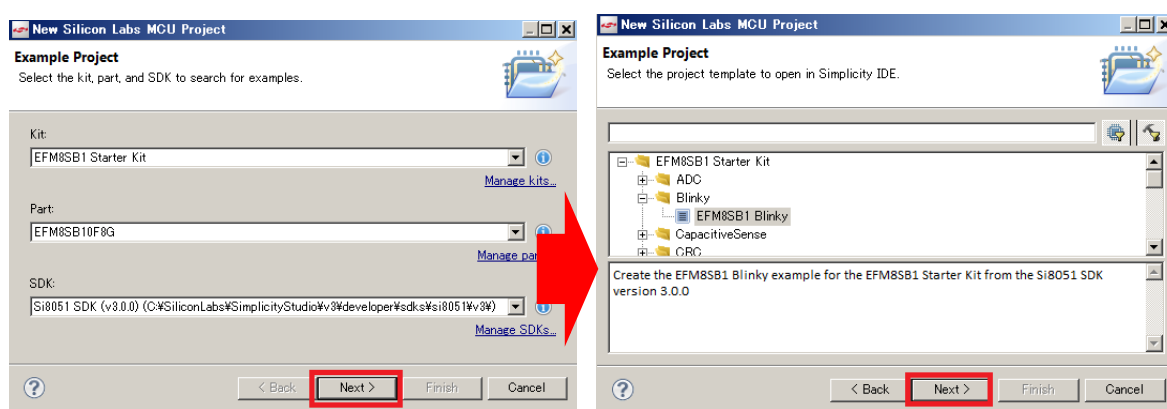 New Silicon Labs MCU Project
Example Project
Select the kit, part, and SDK to search for examples.
Kit:
EFM8SB1 Starter Kit
Manage kits...
Part:
EFM8SB10F8G
Manage
SDK:
Si8051 SDK (v3.0.0) (C:¥SiliconLabs¥SimplicityStudio¥v3¥developer¥sdks¥si8051¥v3¥)
Manage SDKs...
< Back
Next >
Finish
Cancel
New Silicon Labs MCU Project
Example Project
Select the project template to open in Simplicity IDE.
EFM8SB1 Starter Kit
ADC
Blinky
EFM8SB1 Blinky
CapacitiveSense
CRC
Create the EFM8SB1 Blinky example for the EFM8SB1 Starter Kit from the Si8051 SDK
version 3.0.0
< Back
Next >
Finish
Cancel